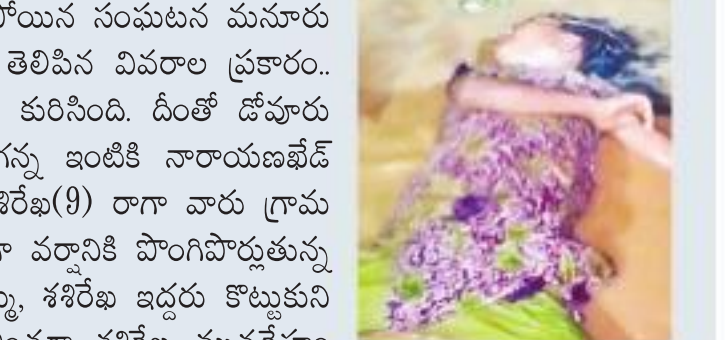 పోయిన సంఘటన మనూరు
తెలిపిన వివరాల ప్రకారం..
కురిసింది. దీంతో డోవూరు
గన్న ఇంటికి నారాయణఖేడ్
శిరేఖ(9) రాగా వారు గ్రామ
వర్షానికి పొంగిపొర్లుతున్న
శశిరేఖ ఇద్దరు కొట్టుకుని